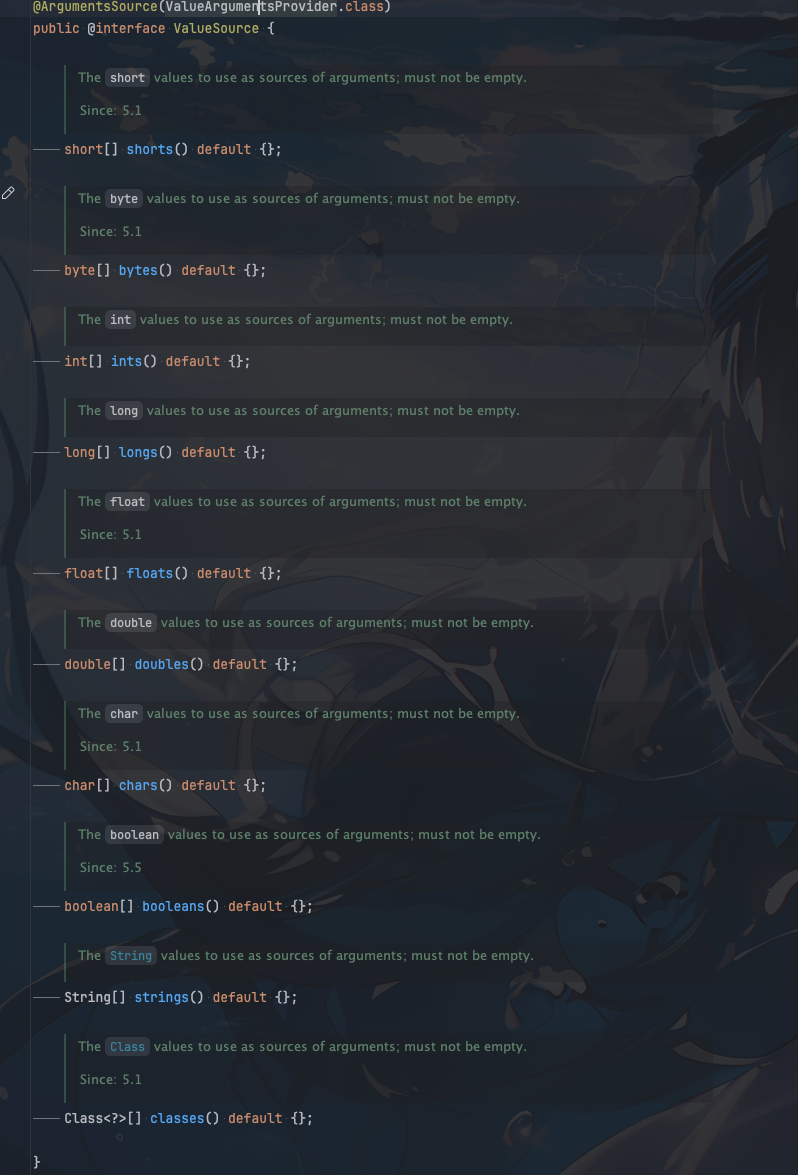 @ArgumentsSource(ValueArgumentsProvider.class)
public @interface ValueSource {
The short values to use as sources of arguments; must not be empty.
Since: 5.1
short[] shorts() default {};
The byte values to use as sources of arguments; must not be empty.
Since: 5.1
byte[] bytes() default {};
The int values to use as sources of arguments; must not be empty.
int[] ints() default {};
The long values to use as sources of arguments; must not be empty.
long[] longs() default {};
The float values to use as sources of arguments; must not be empty.
Since: 5.1
float[] floats() default {};
The double values to use as sources of arguments; must not be empty.
double[] doubles() default {};
The char values to use as sources of arguments; must not be empty.
Since: 5.1
char[] chars() default {};
The boolean values to use as sources of arguments; must not be empty.
Since: 5.5
boolean[] booleans() default {};
The String values to use as sources of arguments; must not be empty.
String[] strings() default {};
The Class values to use as sources of arguments; must not be empty.
Since: 5.1
Class<?>[] classes() default {};
}